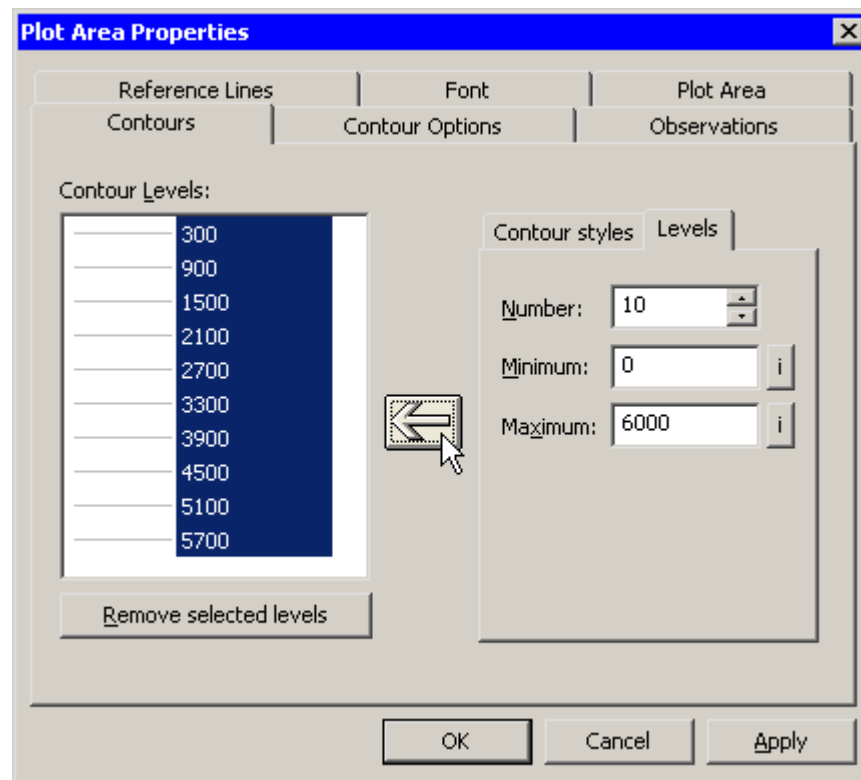 Plot Area Properties
Reference Lines Font Plot Area
Contours Contour Options Observations
Contour Levels:
300
900
1500
2100
2700
3300
3900
4500
5100
5700
Remove selected levels
Contour styles Levels
Number: 10
Minimum: 0 i
Maximum: 6000 i
OK Cancel Apply